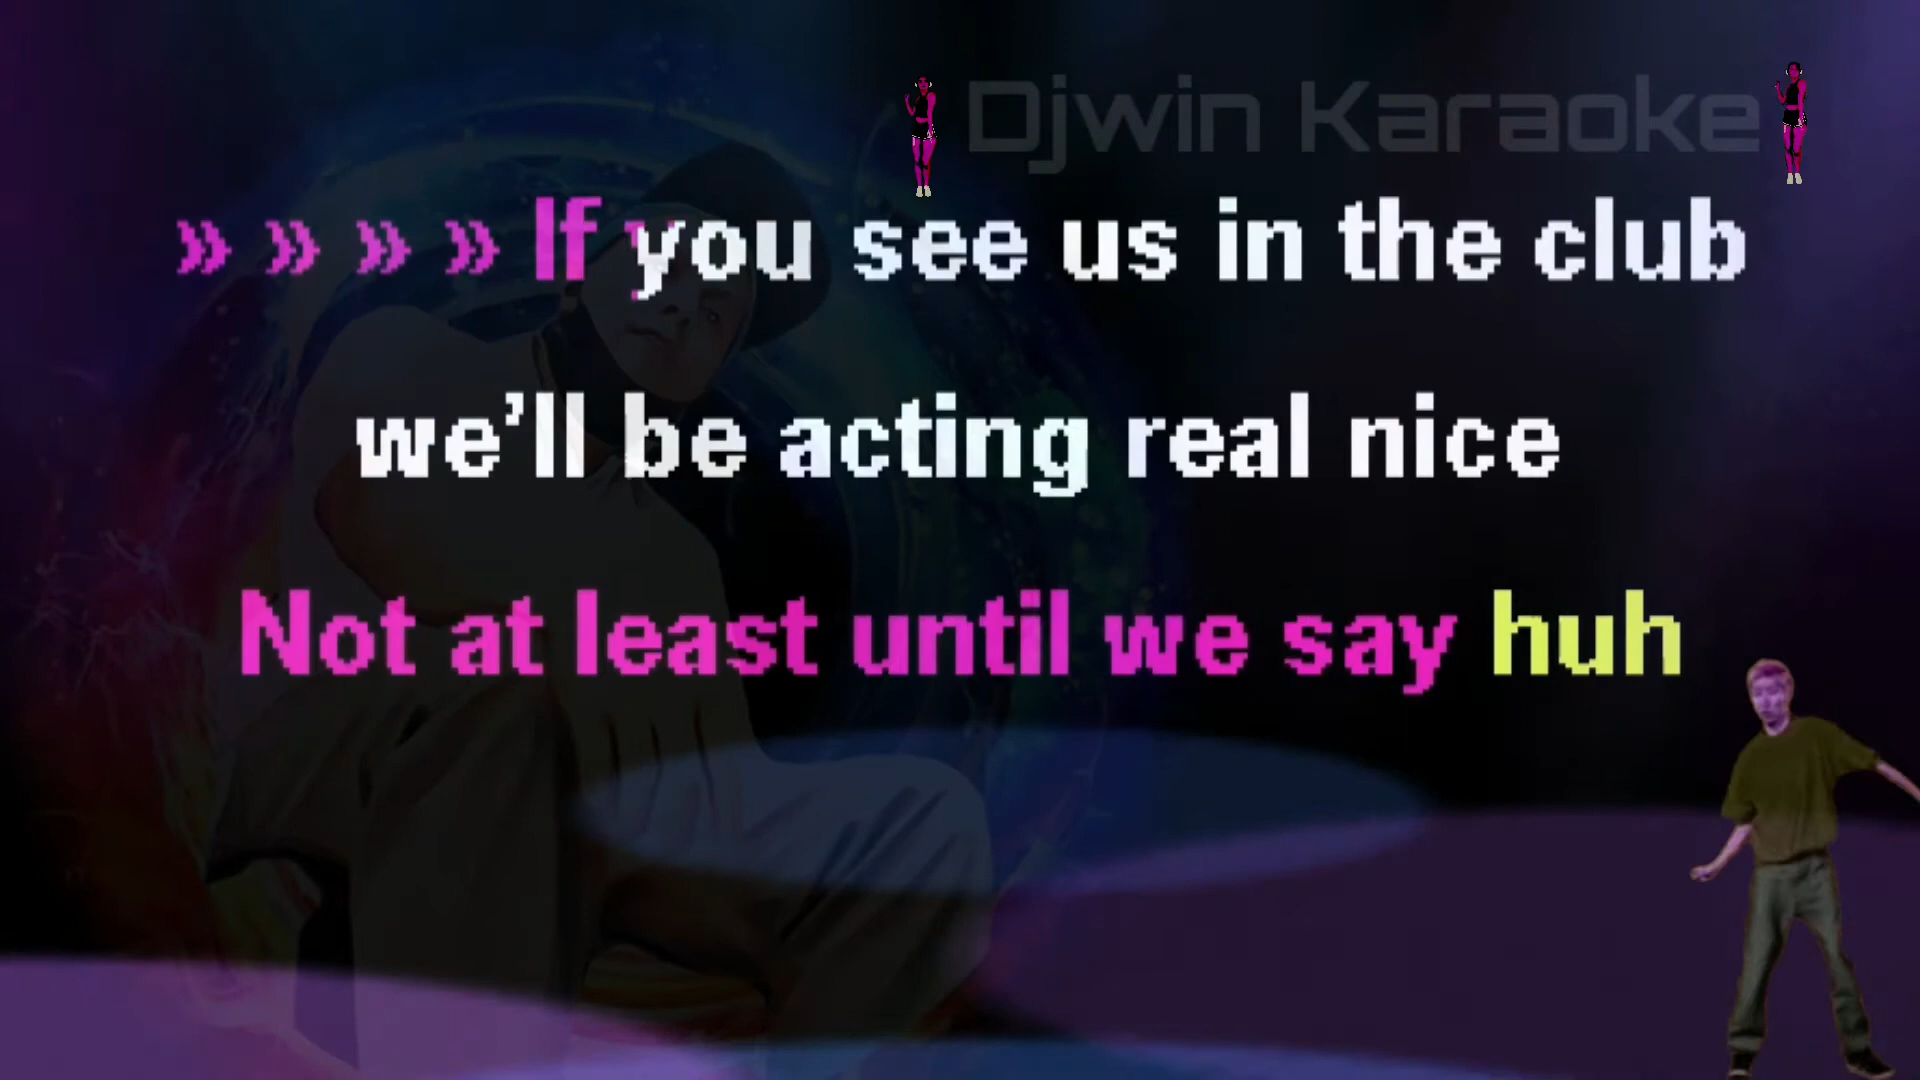 Djwin Karaoke
» » » » If you see us in the club
we’ll be acting real nice
Not at least until we say huh